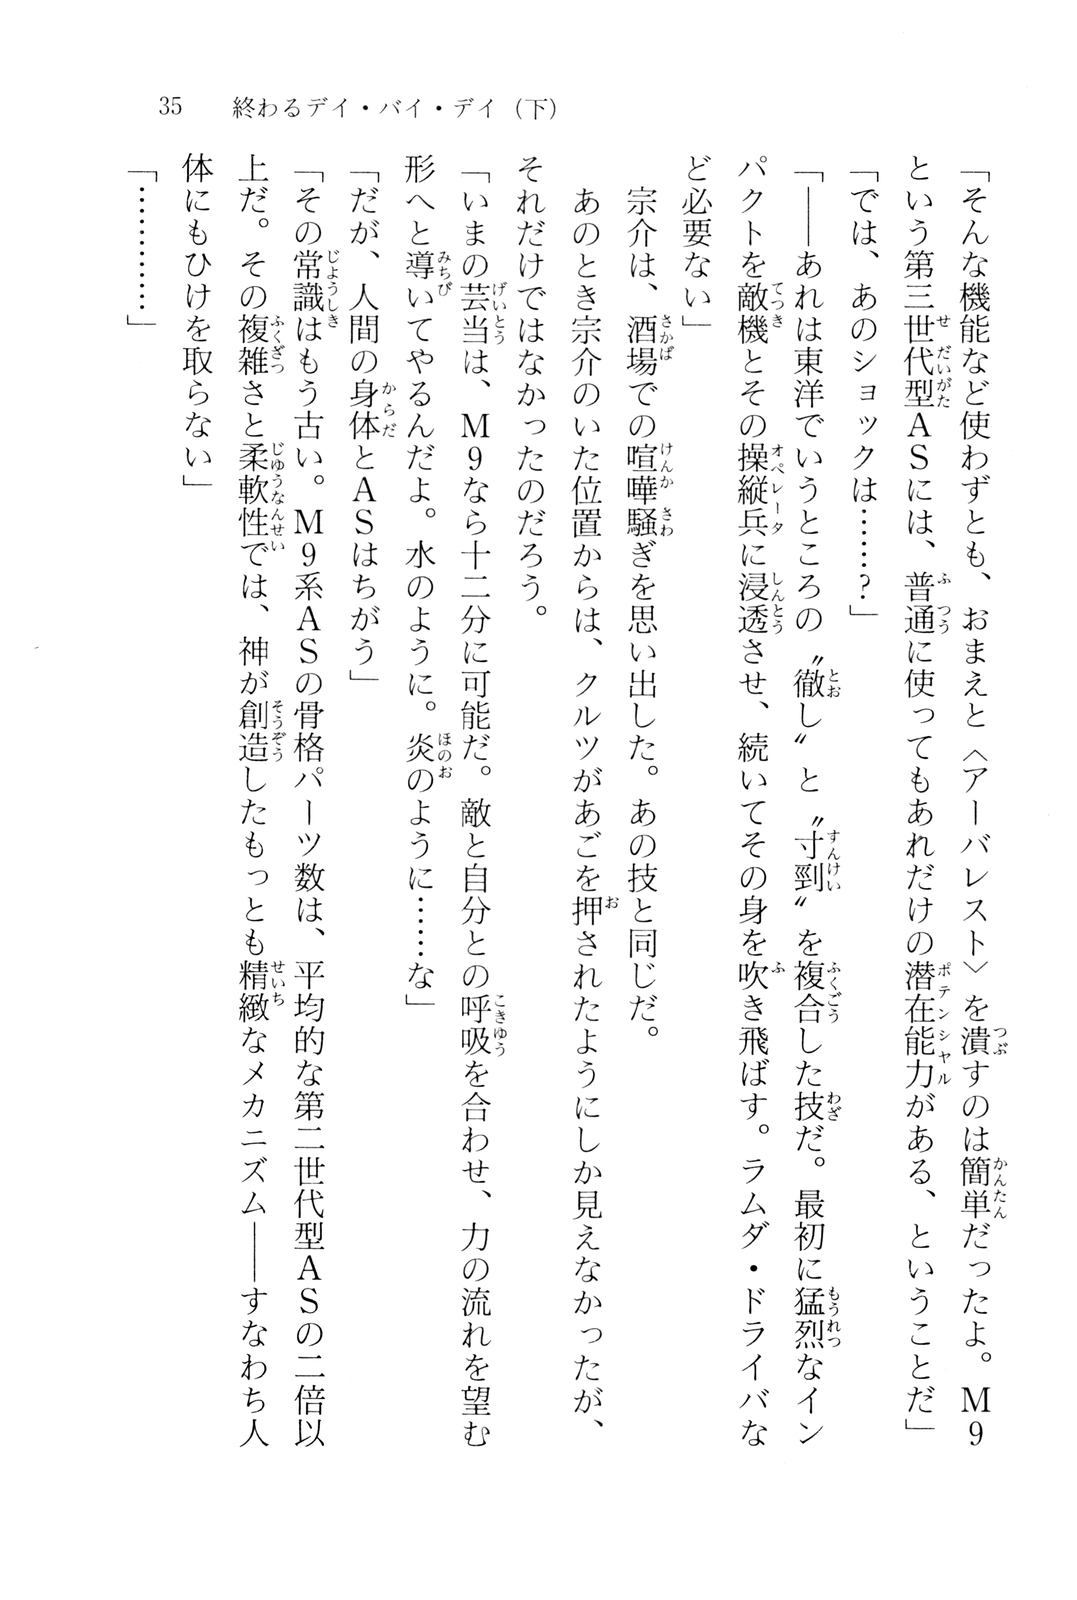 35　終わるデイ・バイ・デイ（下）
「そんな機能など使わずとも、おまえと〈アーバレスト〉を潰すのは簡単だったよ。M9
という第三世代型ASには、普通に使ってもあれだけの潜在能力がある、ということだ」
「では、あのショックは……？」
「――あれは東洋でいうところの〝徹し〟と〝寸勁〟を複合した技だ。最初に猛烈なイン
パクトを敵機とその操縦兵に浸透させ、続いてその身を吹き飛ばす。ラムダ・ドライバな
ど必要ない」
　宗介は、酒場での喧嘩騒ぎを思い出した。あの技と同じだ。
　あのとき宗介のいた位置からは、クルツがあごを押されたようにしか見えなかったが、
それだけではなかったのだろう。
「いまの芸当は、M9なら十二分に可能だ。敵と自分との呼吸を合わせ、力の流れを望む
形へと導いてやるんだよ。水のように。炎のように……な」
「だが、人間の身体とASはちがう」
「その常識はもう古い。M9系ASの骨格パーツ数は、平均的な第二世代型ASの二倍以
上だ。その複雑さと柔軟性では、神が創造したもっとも精緻なメカニズム――すなわち人
体にもひけを取らない」
「…………」